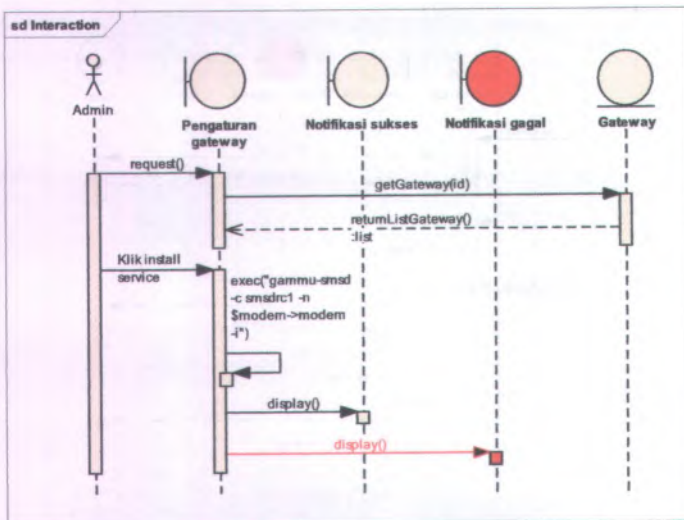 sd Interaction
Admin
Pengaturan
gateway
Notifikasi sukses
Notifikasi gagal
Gateway
request()
getGateway(id)
returnListGateway()
:list
Klik install
service
exec("gammu-smsd
-c smsdrc1 -n
$modem->modem
-i")
display()
display()